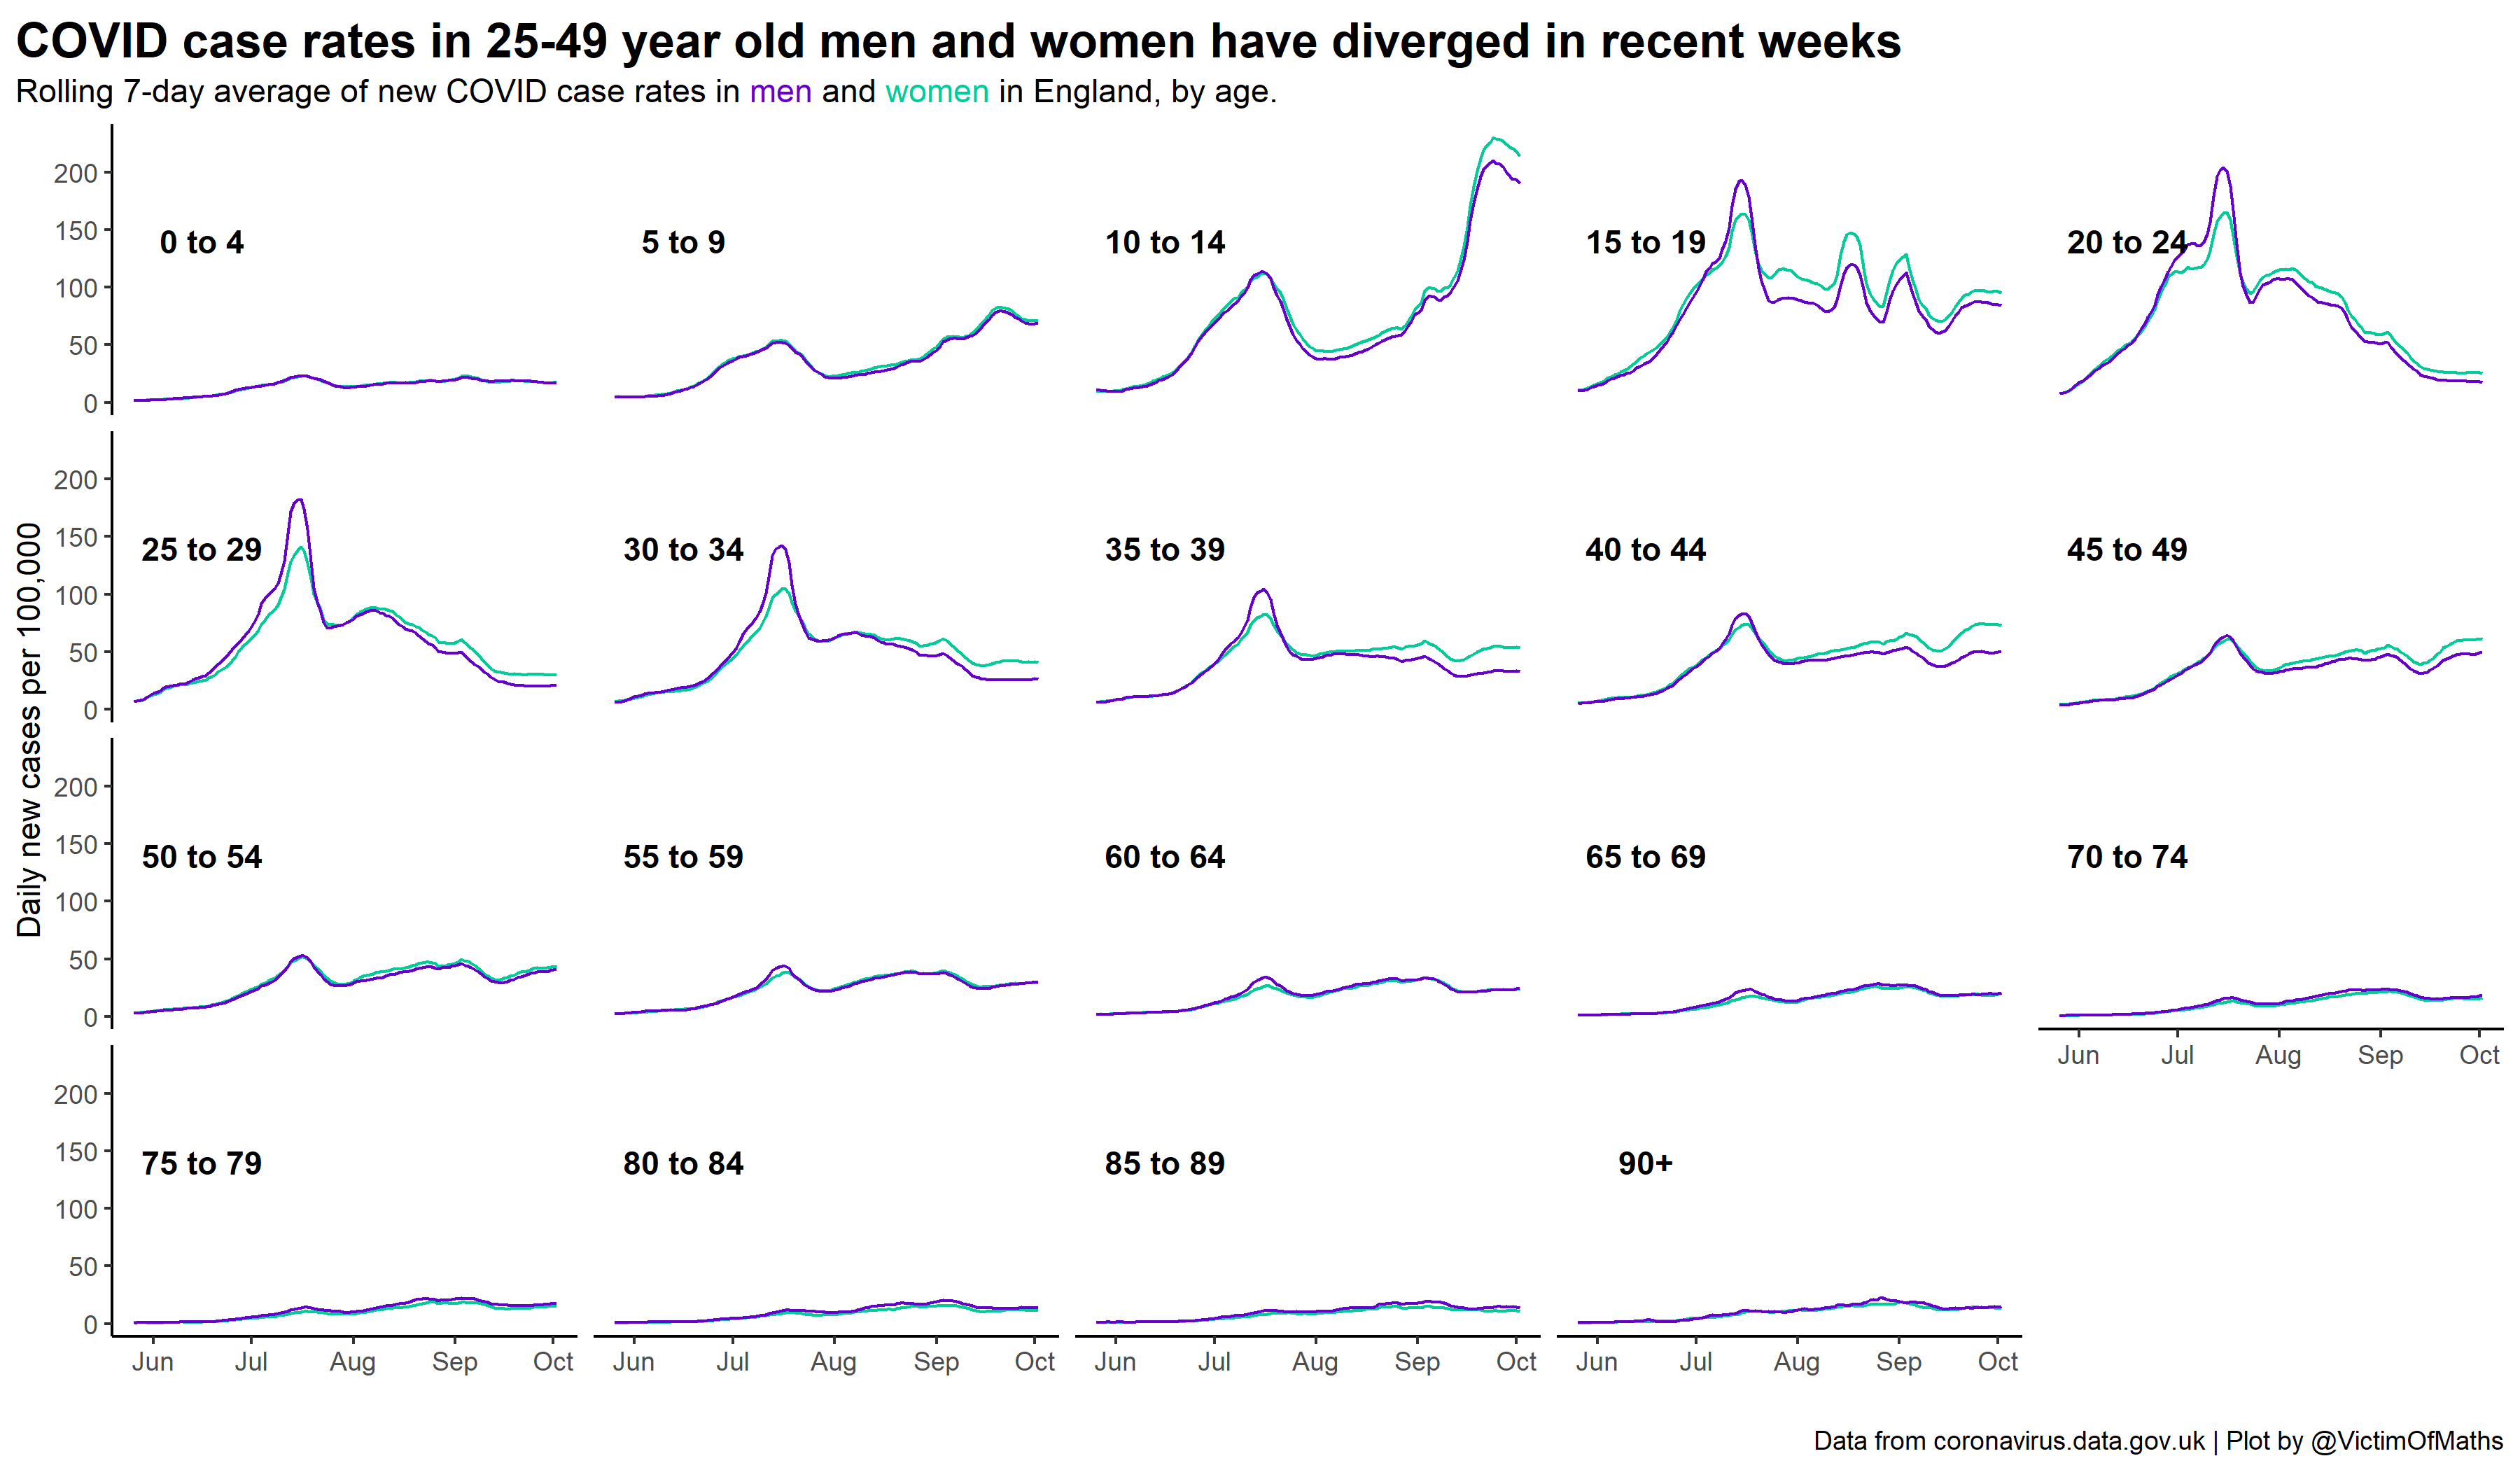 COVID case rates in 25-49 year old men and women have diverged in recent weeks
Rolling 7-day average of new COVID case rates in men and women in England, by age.
Daily new cases per 100,000
200
150
100
50
0
0 to 4
5 to 9
10 to 14
15 to 19
20 to 24
200
150
100
50
0
25 to 29
30 to 34
35 to 39
40 to 44
45 to 49
200
150
100
50
0
50 to 54
55 to 59
60 to 64
65 to 69
70 to 74
Jun Jul Aug Sep Oct
200
150
100
50
0
75 to 79
80 to 84
85 to 89
90+
Jun Jul Aug Sep Oct
Jun Jul Aug Sep Oct
Jun Jul Aug Sep Oct
Jun Jul Aug Sep Oct
Data from coronavirus.data.gov.uk | Plot by @VictimOfMaths